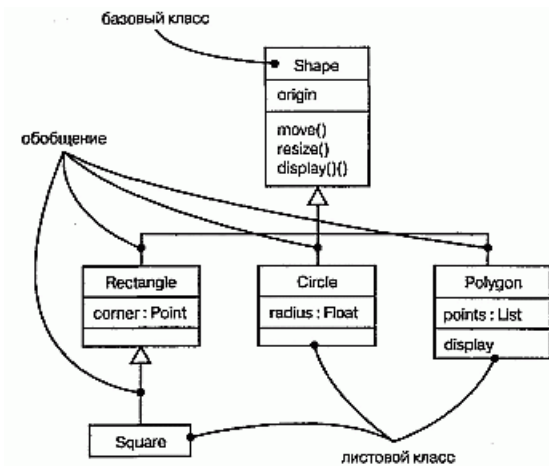 базовый класс
Shape
origin
move()
resize()
display()()
обобщение
Rectangle
corner : Point
Circle
radius : Float
Polygon
points : List
display
Square
листовой класс